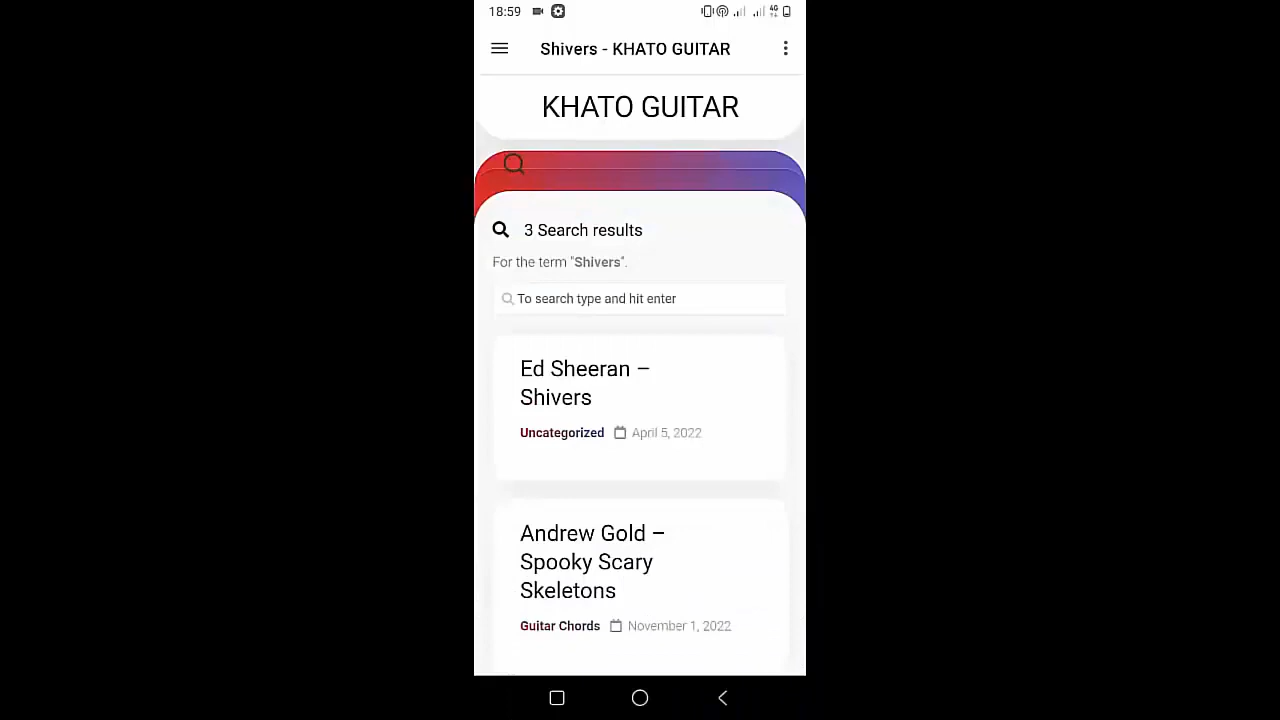 18:59
4G
Shivers - KHATO GUITAR
KHATO GUITAR
3 Search results
For the term "Shivers".
To search type and hit enter
Ed Sheeran –
Shivers
Uncategorized April 5, 2022
Andrew Gold –
Spooky Scary
Skeletons
Guitar Chords November 1, 2022